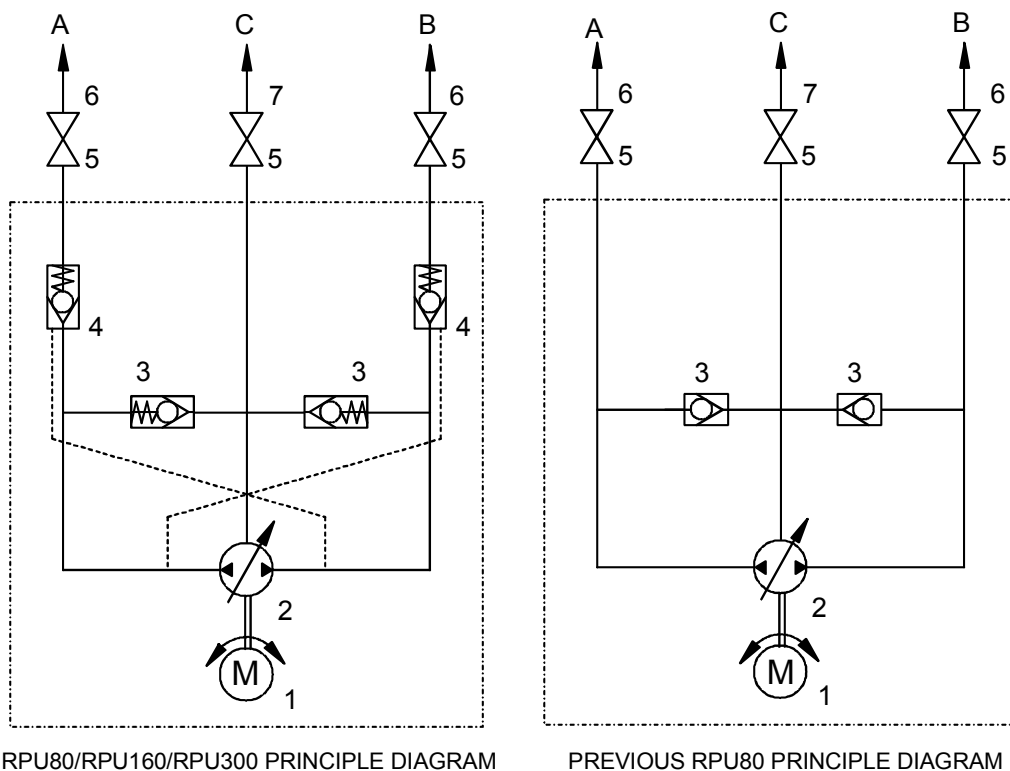 A C B
6 7 6
5 5 5
4 4
3 3
2
M
1
RPU80/RPU160/RPU300 PRINCIPLE DIAGRAM
A C B
6 7 6
5 5 5
3 3
2
M
1
PREVIOUS RPU80 PRINCIPLE DIAGRAM